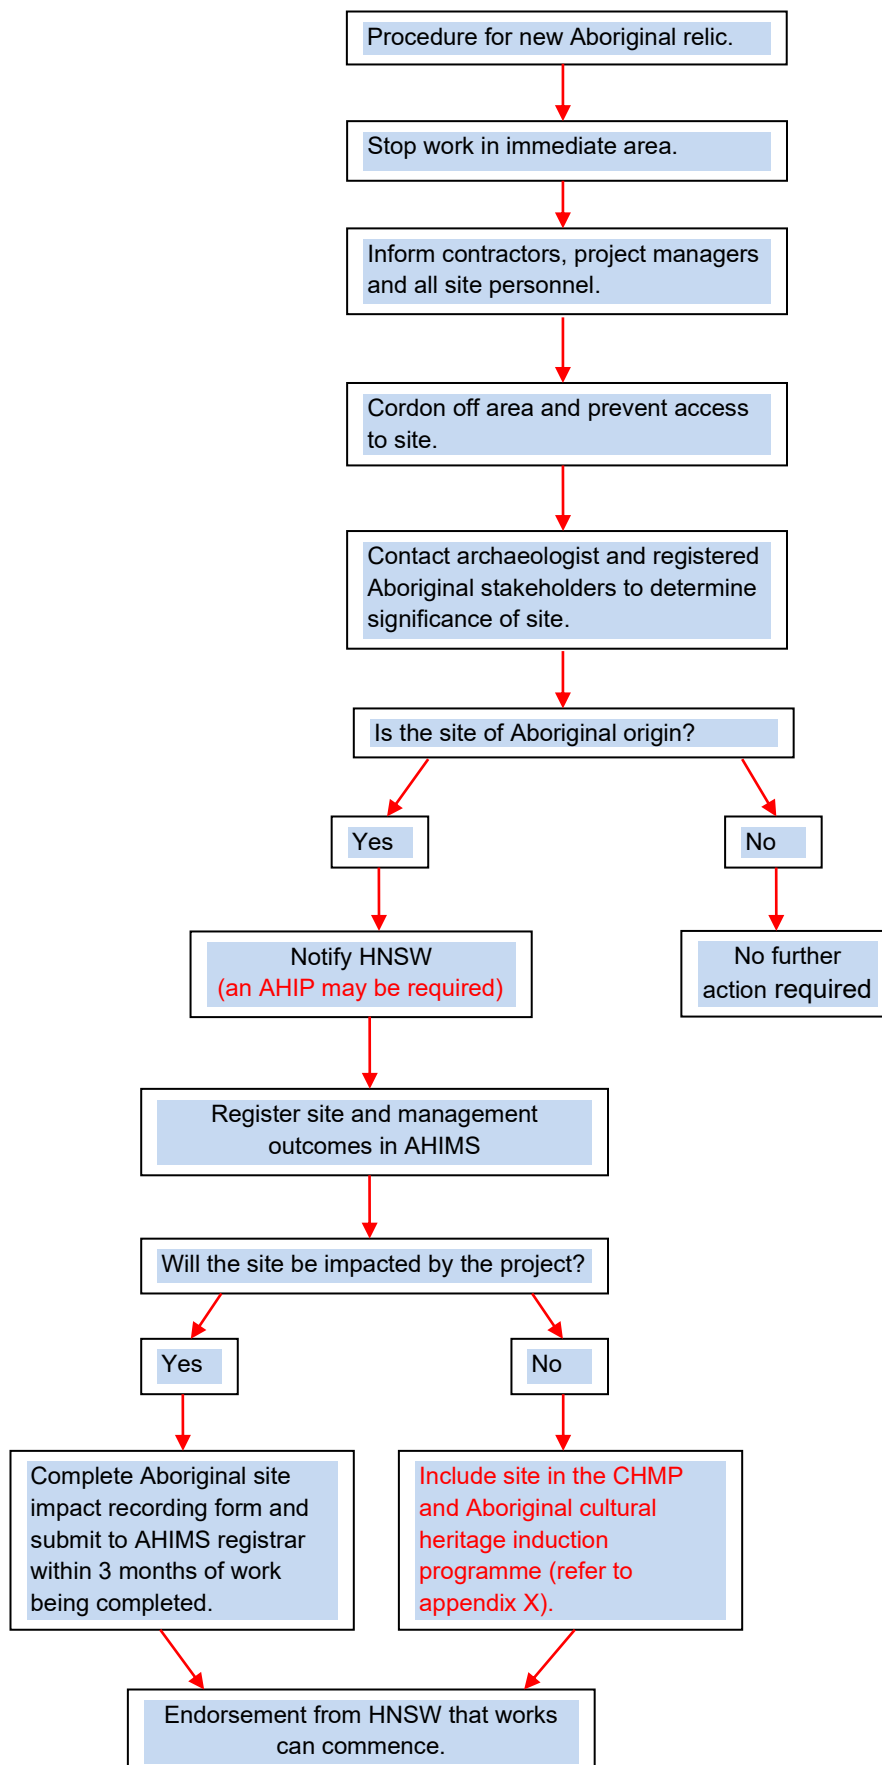 Procedure for new Aboriginal relic.
Stop work in immediate area.
Inform contractors, project managers
and all site personnel.
Cordon off area and prevent access
to site.
Contact archaeologist and registered
Aboriginal stakeholders to determine
significance of site.
Is the site of Aboriginal origin?
Yes
No
Notify HNSW
(an AHIP may be required)
No further
action required
Register site and management
outcomes in AHIMS
Will the site be impacted by the project?
Yes
No
Complete Aboriginal site
impact recording form and
submit to AHIMS registrar
within 3 months of work
being completed.
Include site in the CHMP
and Aboriginal cultural
heritage induction
programme (refer to
appendix X).
Endorsement from HNSW that works
can commence.